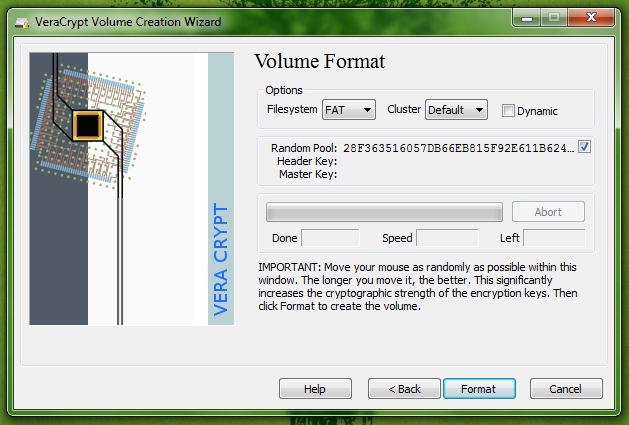 VeraCrypt Volume Creation Wizard
Volume Format
Options
Filesystem FAT Cluster Default Dynamic
Random Pool: 28F363516057DB66EB815F92E611B624...
Header Key:
Master Key:
Abort
Done Speed Left
IMPORTANT: Move your mouse as randomly as possible within this
window. The longer you move it, the better. This significantly
increases the cryptographic strength of the encryption keys. Then
click Format to create the volume.
VERA CRYPT
Help < Back Format Cancel